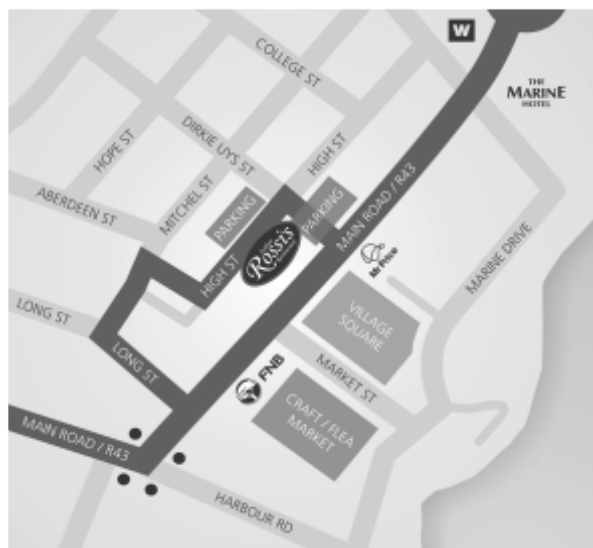 W
THE
MARINE
HOTEL
COLLEGE ST
DIRKIE UYS ST
HIGH ST
HOPE ST
MITCHEL ST
ABERDEEN ST
PARKING
PARKING
MAIN ROAD / R43
Rossi's
HIGH ST
Mr Price
MARINE DRIVE
VILLAGE
SQUARE
LONG ST
LONG ST
MARKET ST
FNB
CRAFT / FLEA
MARKET
MAIN ROAD / R43
HARBOUR RD